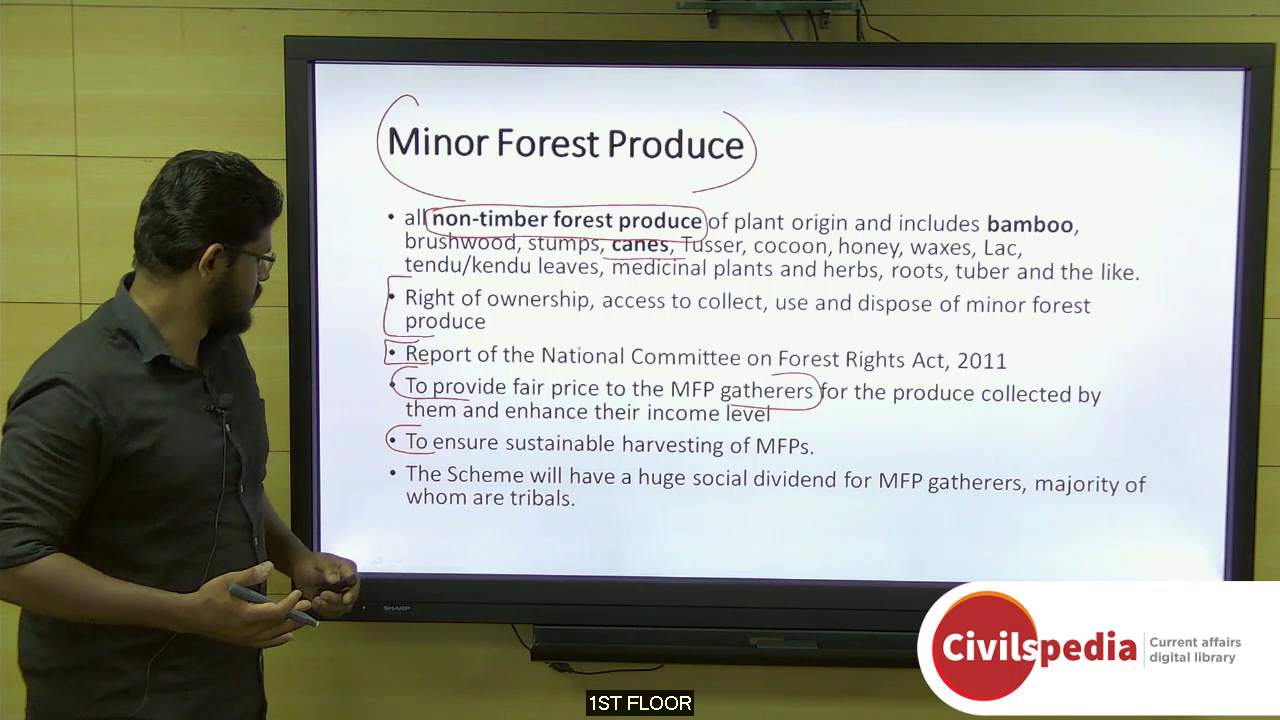 Minor Forest Produce
• all non-timber forest produce of plant origin and includes bamboo,
brushwood, stumps, canes, Tusser, cocoon, honey, waxes, Lac,
tendu/kendu leaves, medicinal plants and herbs, roots, tuber and the like.
• Right of ownership, access to collect, use and dispose of minor forest
produce
• Report of the National Committee on Forest Rights Act, 2011
• To provide fair price to the MFP gatherers for the produce collected by
them and enhance their income level
• To ensure sustainable harvesting of MFPs.
• The Scheme will have a huge social dividend for MFP gatherers, majority of
whom are tribals.
SHARP
Civilspedia
Current affairs
digital library
1ST FLOOR